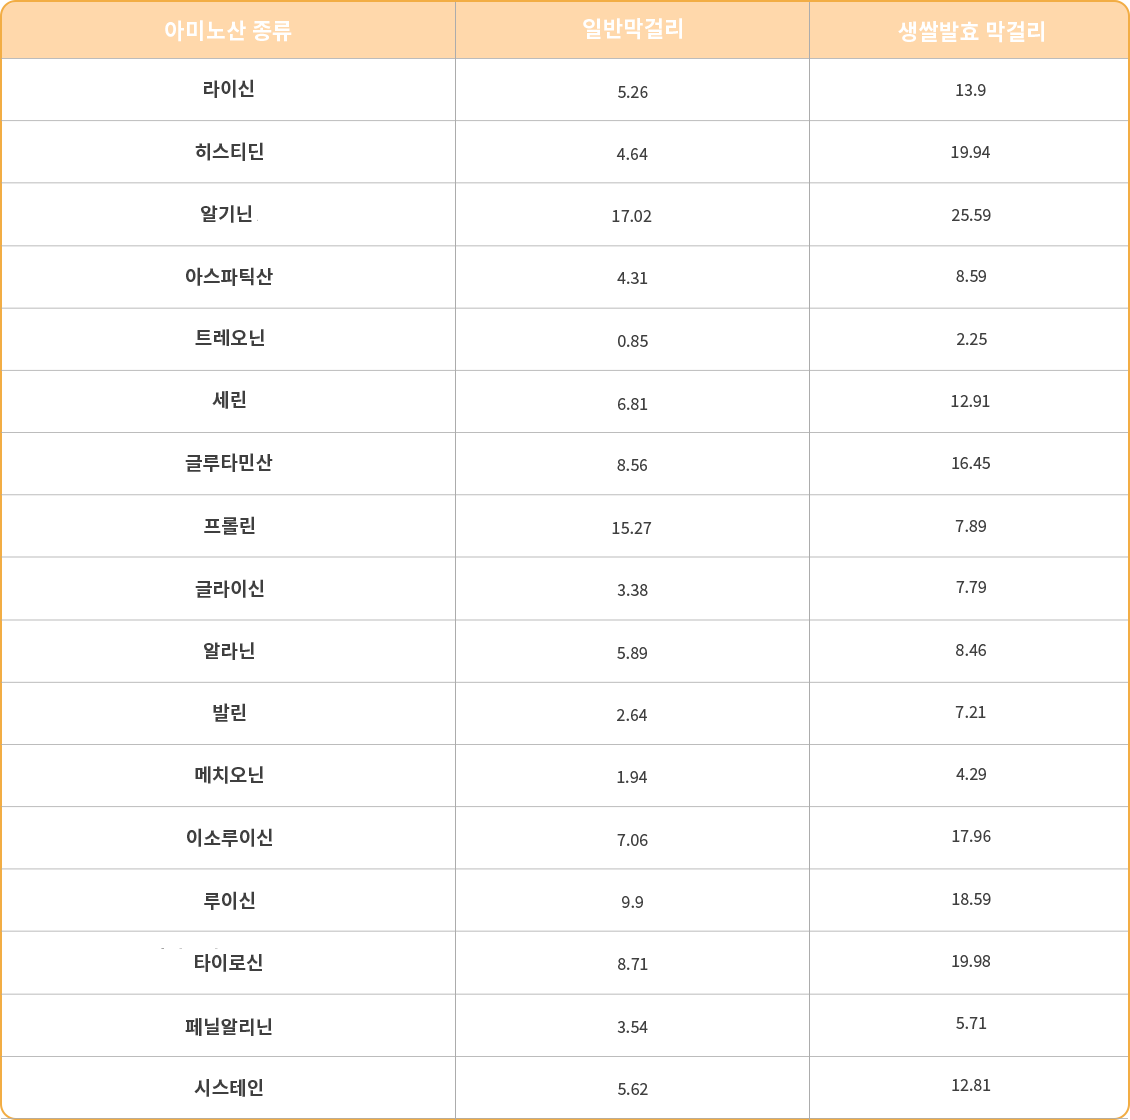 아미노산 종류 일반막걸리 생쌀발효 막걸리
라이신 5.26 13.9
히스티딘 4.64 19.94
알기닌 17.02 25.59
아스파틱산 4.31 8.59
트레오닌 0.85 2.25
세린 6.81 12.91
글루타민산 8.56 16.45
프롤린 15.27 7.89
글라이신 3.38 7.79
알라닌 5.89 8.46
발린 2.64 7.21
메치오닌 1.94 4.29
이소루이신 7.06 17.96
루이신 9.9 18.59
타이로신 8.71 19.98
페닐알리닌 3.54 5.71
시스테인 5.62 12.81